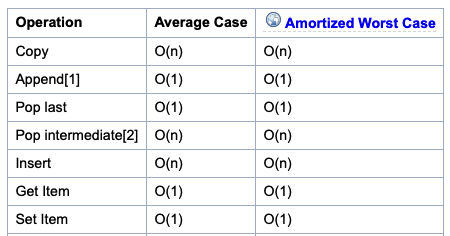 Operation Average Case Amortized Worst Case
Copy O(n) O(n)
Append[1] O(1) O(1)
Pop last O(1) O(1)
Pop intermediate[2] O(n) O(n)
Insert O(n) O(n)
Get Item O(1) O(1)
Set Item O(1) O(1)